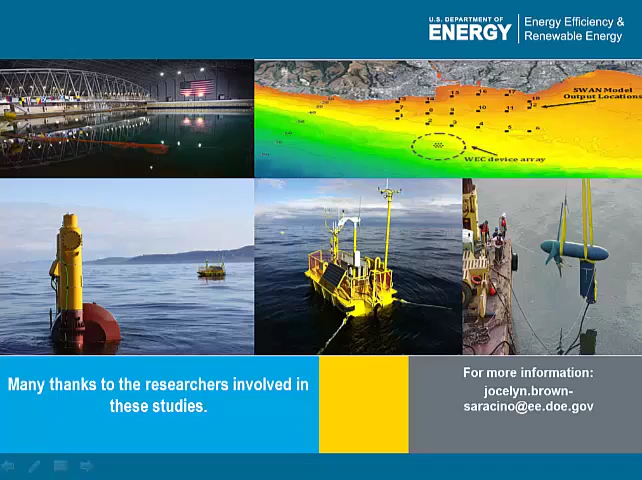 U.S. DEPARTMENT OF
ENERGY
Energy Efficiency &
Renewable Energy
SWAN Model
Output Locations
WEC device array
Many thanks to the researchers involved in
these studies.
For more information:
jocelyn.brown-
saracino@ee.doe.gov